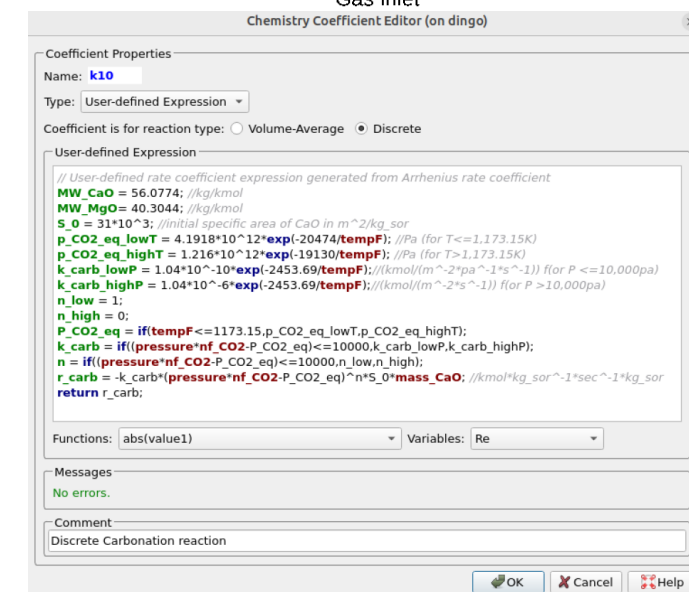 Gas Inlet
Chemistry Coefficient Editor (on dingo)
Coefficient Properties
Name: k10
Type: User-defined Expression
Coefficient is for reaction type: Volume-Average Discrete
User-defined Expression
// User-defined rate coefficient expression generated from Arrhenius rate coefficient
MW_CaO = 56.0774; //kg/kmol
MW_MgO= 40.3044; //kg/kmol
S_0 = 31*10^3; //initial specific area of CaO in m^2/kg_sor
p_CO2_eq_lowT = 4.1918*10^12*exp(-20474/tempF); //Pa (for T<=1,173.15K)
p_CO2_eq_highT = 1.216*10^12*exp(-19130/tempF); //Pa (for T>1,173.15K)
k_carb_lowP = 1.04*10^-10*exp(-2453.69/tempF);//(kmol/(m^-2*pa^-1*s^-1)) f(or P <=10,000pa)
k_carb_highP = 1.04*10^-6*exp(-2453.69/tempF);//(kmol/(m^-2*s^-1)) f(or P >10,000pa)
n_low = 1;
n_high = 0;
P_CO2_eq = if(tempF<=1173.15,p_CO2_eq_lowT,p_CO2_eq_highT);
k_carb = if((pressure*nf_CO2-P_CO2_eq)<=10000,k_carb_lowP,k_carb_highP);
n = if((pressure*nf_CO2-P_CO2_eq)<=10000,n_low,n_high);
r_carb = -k_carb*(pressure*nf_CO2-P_CO2_eq)^n*S_0*mass_CaO; //kmol*kg_sor^-1*sec^-1*kg_sor
return r_carb;
Functions: abs(value1) Variables: Re
Messages
No errors.
Comment
Discrete Carbonation reaction
OK Cancel Help